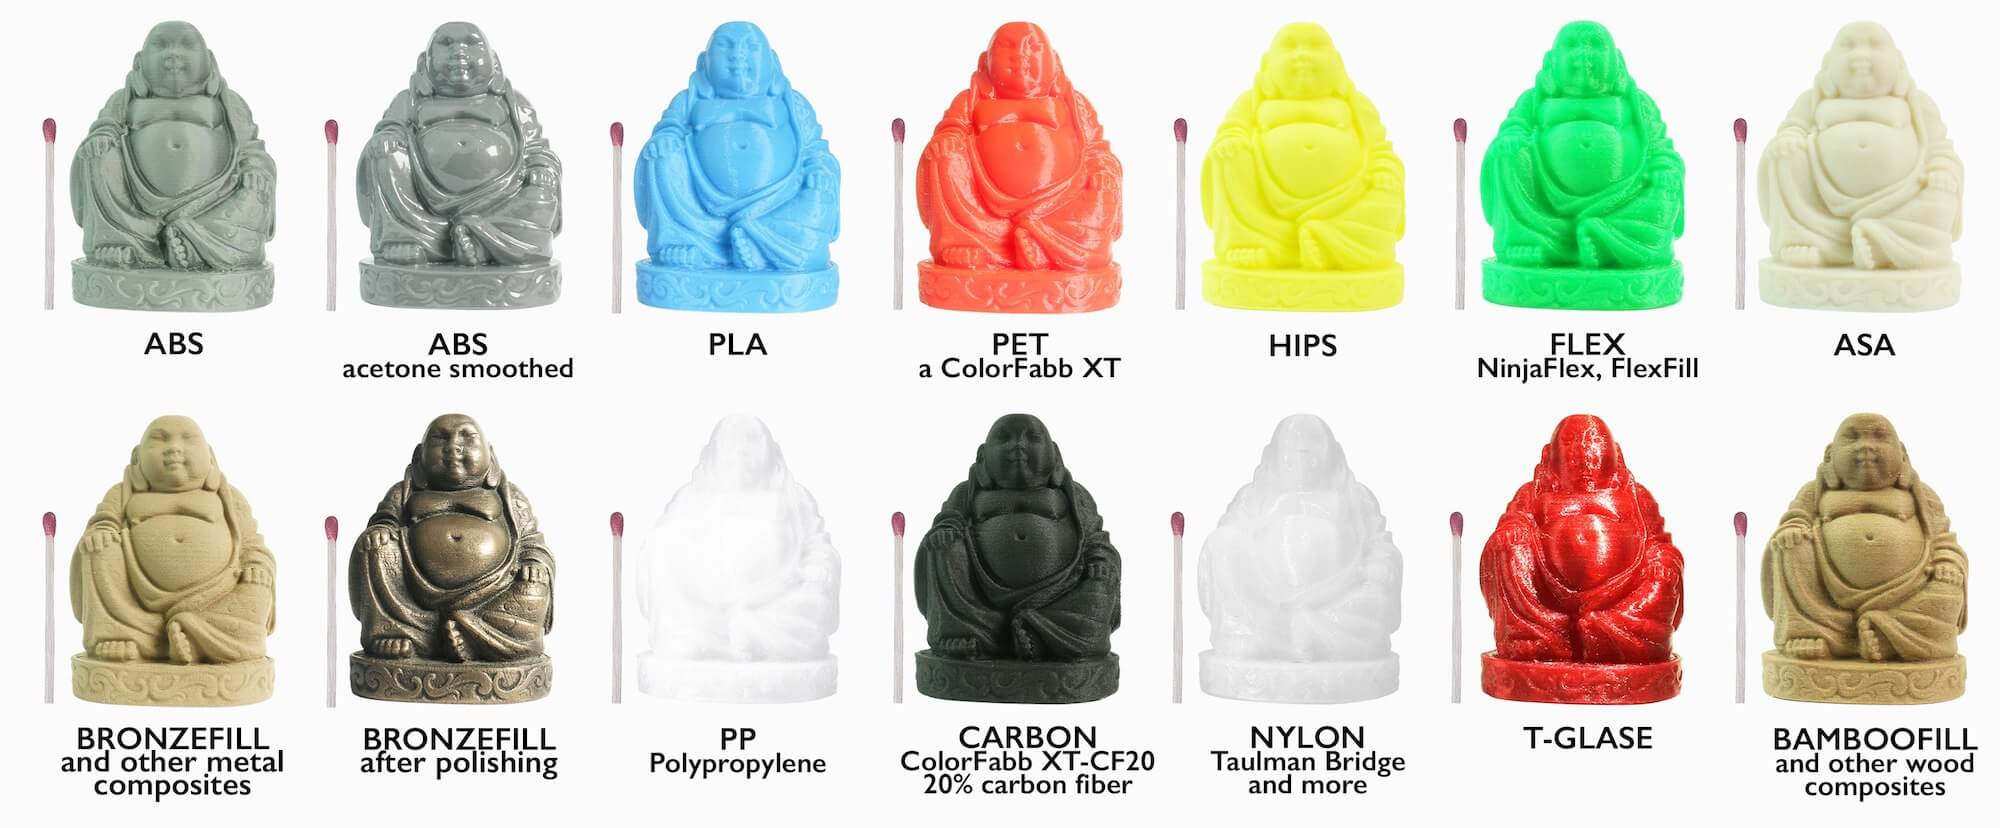 ABS
ABS
acetone smoothed
PLA
PET
a ColorFabb XT
HIPS
FLEX
NinjaFlex, FlexFill
ASA
BRONZEFILL
and other metal
composites
BRONZEFILL
after polishing
PP
Polypropylene
CARBON
ColorFabb XT-CF20
20% carbon fiber
NYLON
Taulman Bridge
and more
T-GLASE
BAMBOOFILL
and other wood
composites